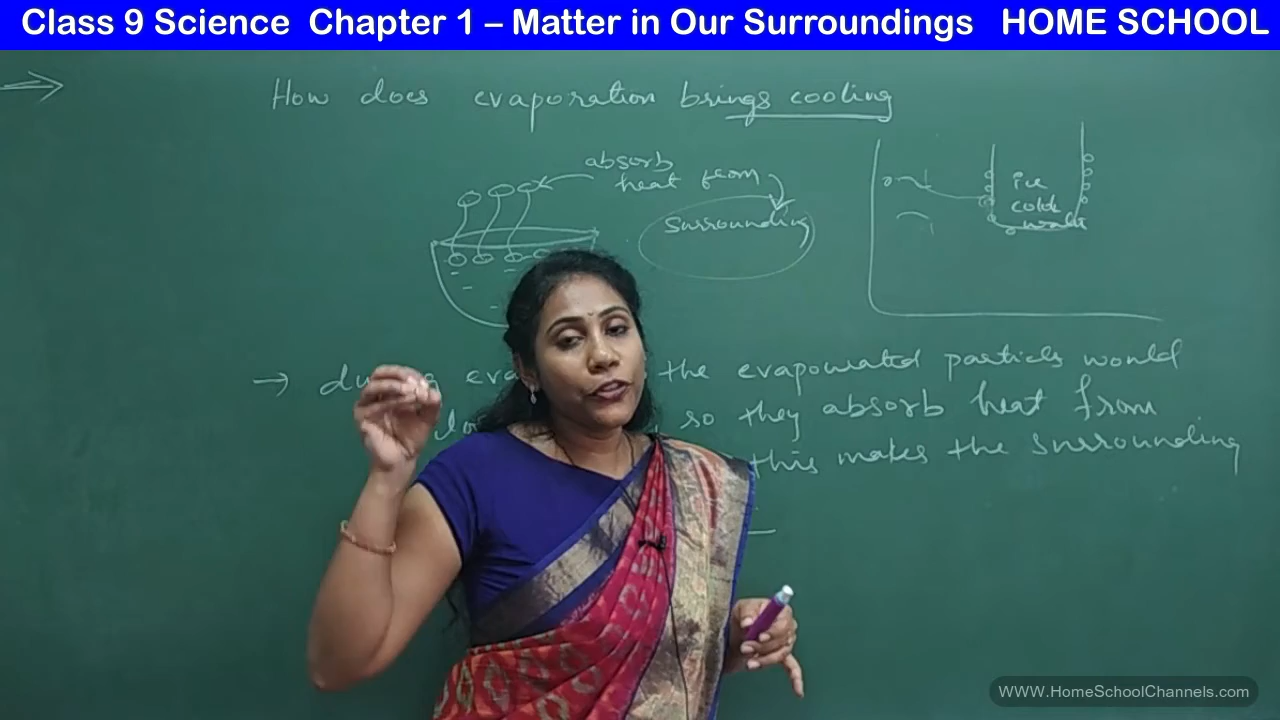 Class 9 Science Chapter 1 – Matter in Our Surroundings HOME SCHOOL
How does evaporation brings cooling
absorb
heat from
surrounding
ice
cold
water
→ eva the evaporated particles would
so they absorb heat from
this makes the surrounding
WWW.HomeSchoolChannels.com